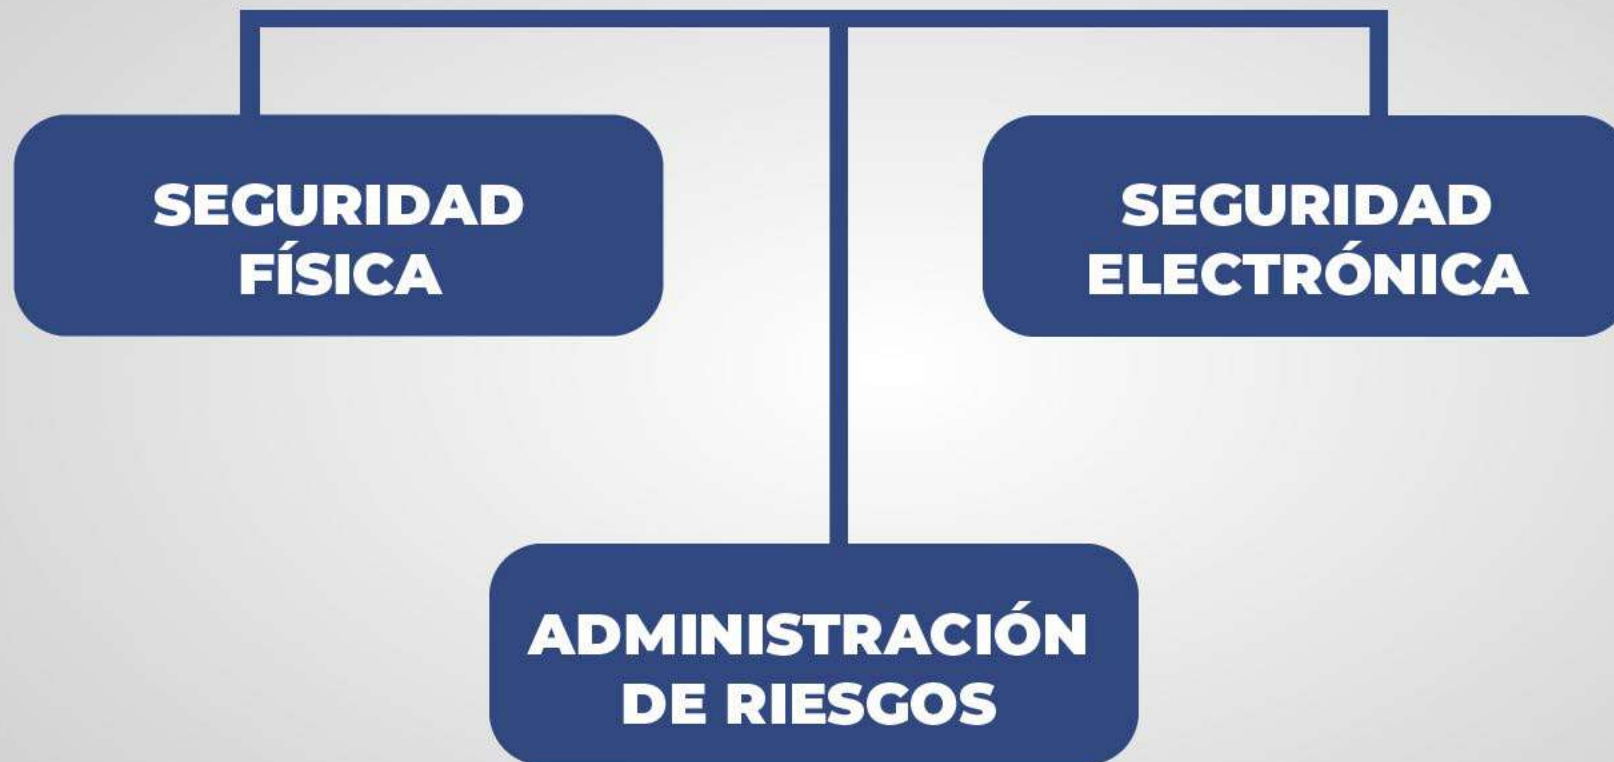 SEGURIDAD
FÍSICA
SEGURIDAD
ELECTRÓNICA
ADMINISTRACIÓN
DE RIESGOS